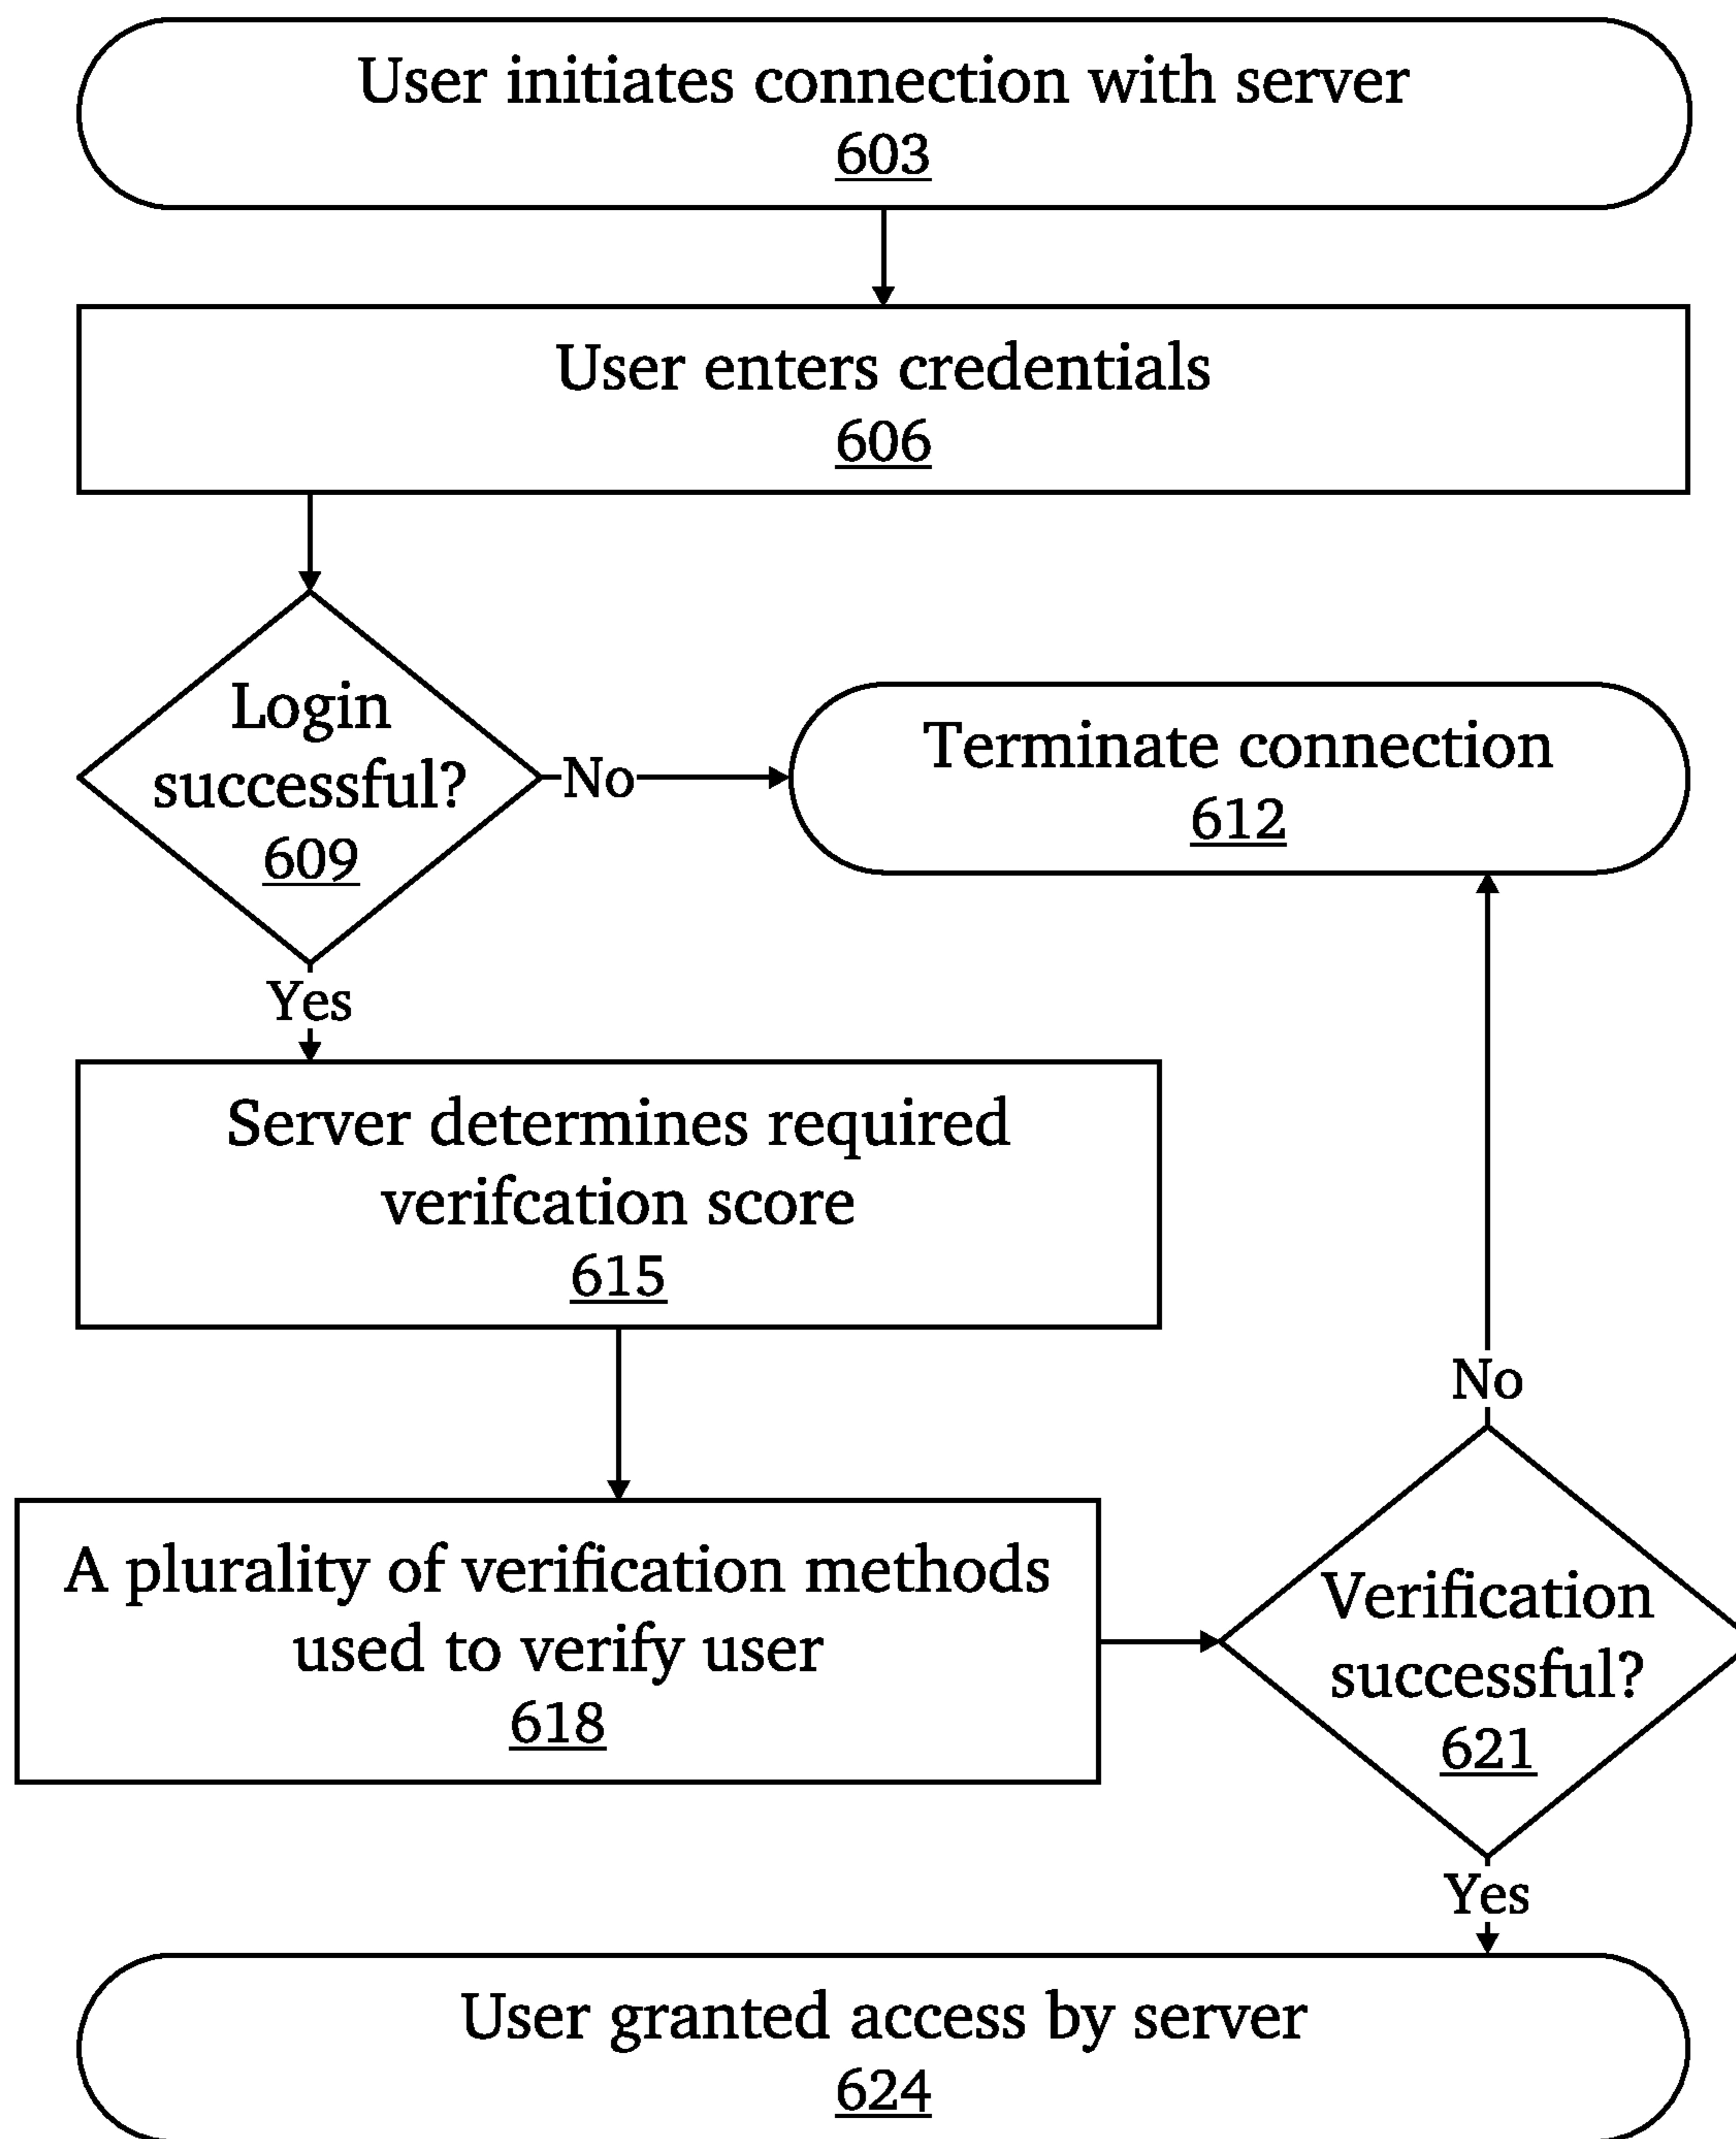 User initiates connection with server
603
User enters credentials
606
Login
successful?
609
No
Terminate connection
612
Yes
Server determines required
verifcation score
615
No
A plurality of verification methods
used to verify user
618
Verification
successful?
621
Yes
User granted access by server
624